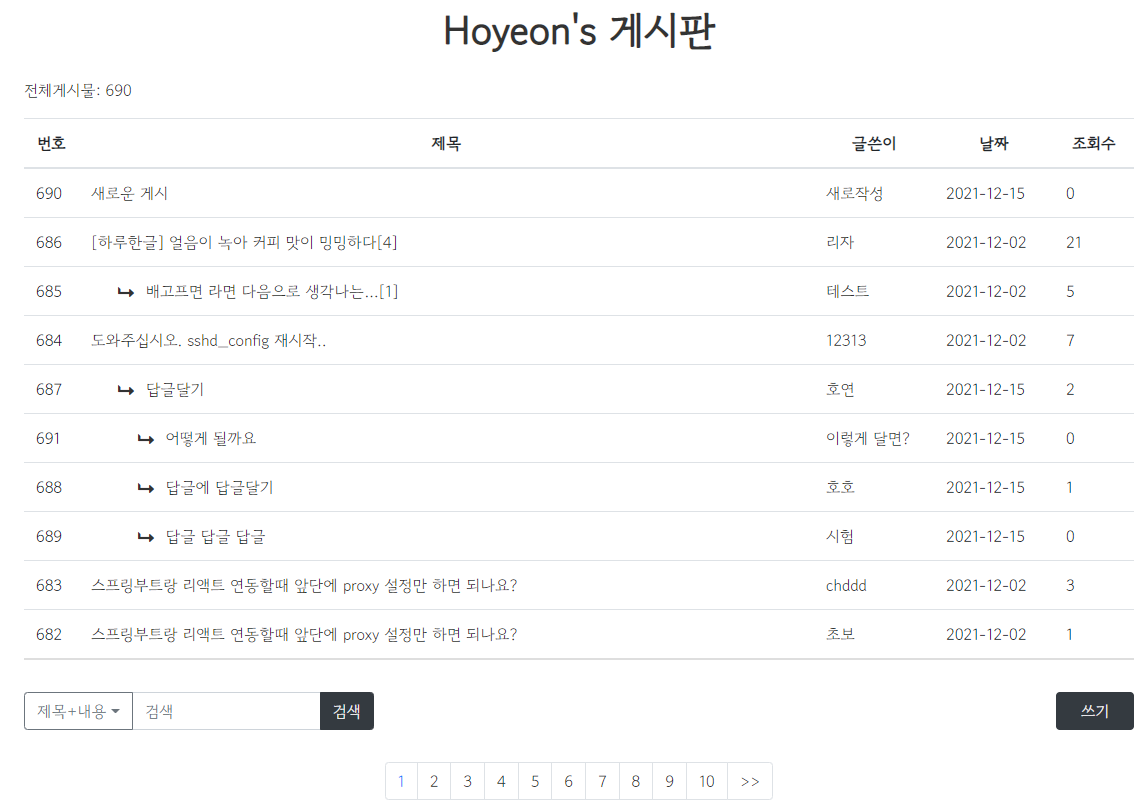 Hoyeon's 게시판
전체게시물: 690
번호 제목 글쓴이 날짜 조회수
690 새로운 게시 새로작성 2021-12-15 0
686 [하루한글] 얼음이 녹아 커피 맛이 밍밍하다[4] 리자 2021-12-02 21
685 배고프면 라면 다음으로 생각나는...[1] 테스트 2021-12-02 5
684 도와주십시오. sshd_config 재시작.. 12313 2021-12-02 7
687 답글달기 호연 2021-12-15 2
691 어떻게 될까요 이렇게 달면? 2021-12-15 0
688 답글에 답글달기 호호 2021-12-15 1
689 답글 답글 답글 시험 2021-12-15 0
683 스프링부트랑 리액트 연동할때 앞단에 proxy 설정만 하면 되나요? chddd 2021-12-02 3
682 스프링부트랑 리액트 연동할때 앞단에 proxy 설정만 하면 되나요? 초보 2021-12-02 1
제목+내용 검색 검색 쓰기
1 2 3 4 5 6 7 8 9 10 >>